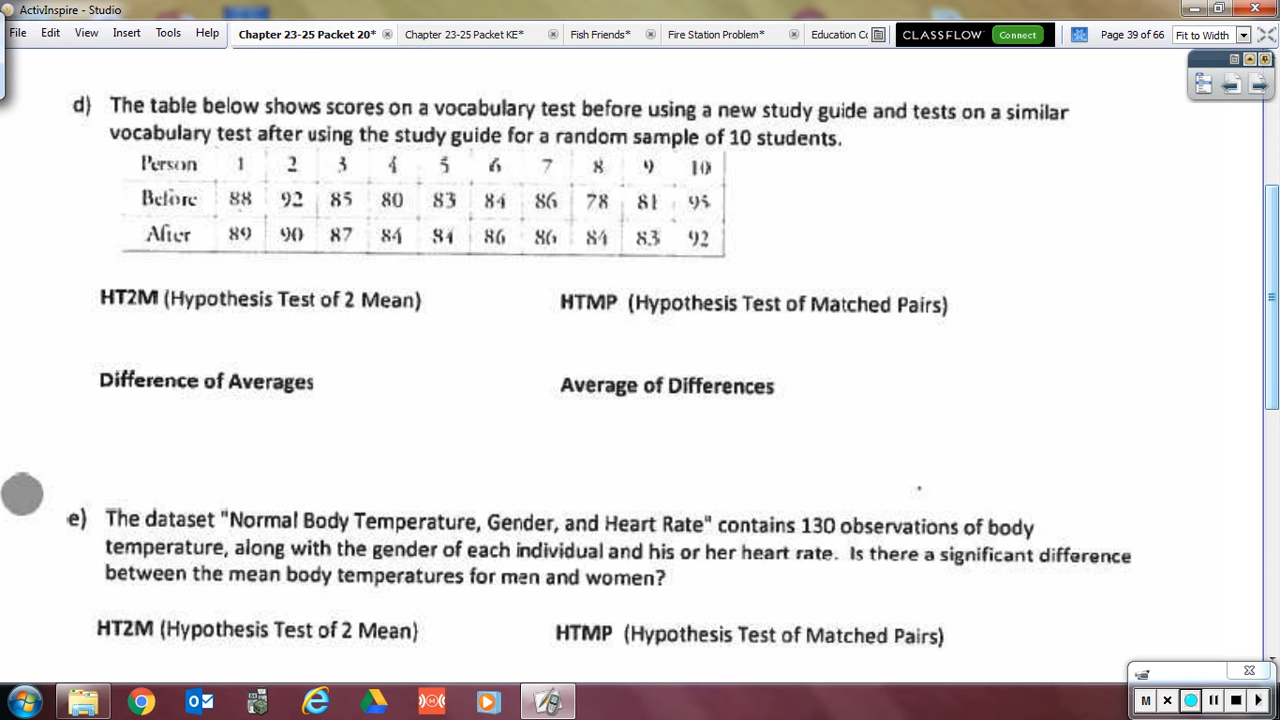 ActivInspire - Studio
File Edit View Insert Tools Help Chapter 23-25 Packet 20* Chapter 23-25 Packet KE* Fish Friends* Fire Station Problem* Education Cc CLASSFLOW Connect Page 39 of 66 Fit to Width
d) The table below shows scores on a vocabulary test before using a new study guide and tests on a similar
vocabulary test after using the study guide for a random sample of 10 students.
Person 1 2 3 4 5 6 7 8 9 10
Before 88 92 85 80 83 84 86 78 81 95
After 89 90 87 84 84 86 86 84 83 92
HT2M (Hypothesis Test of 2 Mean) HTMP (Hypothesis Test of Matched Pairs)
Difference of Averages Average of Differences
e) The dataset "Normal Body Temperature, Gender, and Heart Rate" contains 130 observations of body
temperature, along with the gender of each individual and his or her heart rate. Is there a significant difference
between the mean body temperatures for men and women?
HT2M (Hypothesis Test of 2 Mean) HTMP (Hypothesis Test of Matched Pairs)
M